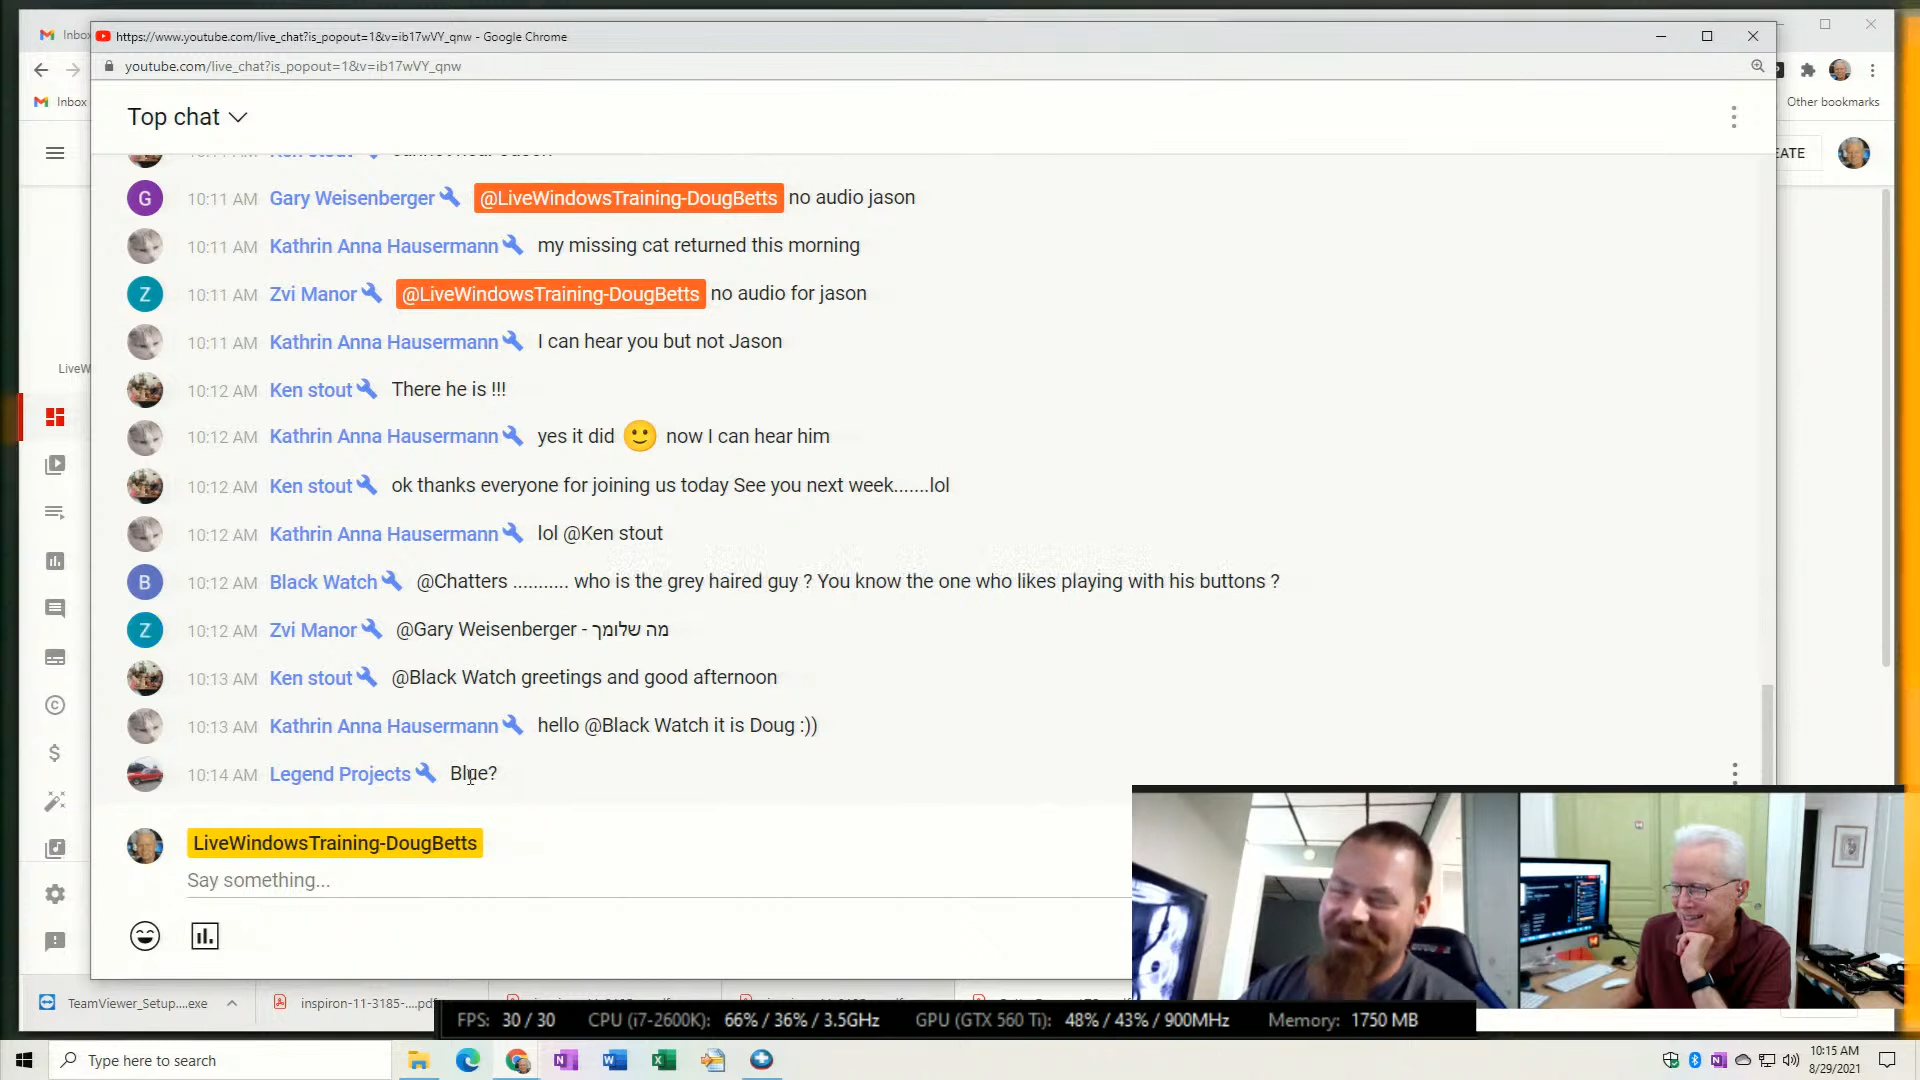 Inbo
https://www.youtube.com/live_chat?is_popout=1&v=ib17wVY_qnw - Google Chrome
youtube.com/live_chat?is_popout=1&v=ib17wVY_qnw
Inbox
Other bookmarks
Top chat
EATE
G 10:11 AM Gary Weisenberger @LiveWindowsTraining-DougBetts no audio jason
10:11 AM Kathrin Anna Hausermann my missing cat returned this morning
Z 10:11 AM Zvi Manor @LiveWindowsTraining-DougBetts no audio for jason
10:11 AM Kathrin Anna Hausermann I can hear you but not Jason
LiveW
10:12 AM Ken stout There he is !!!
10:12 AM Kathrin Anna Hausermann yes it did 🙂 now I can hear him
10:12 AM Ken stout ok thanks everyone for joining us today See you next week.......lol
10:12 AM Kathrin Anna Hausermann lol @Ken stout
B 10:12 AM Black Watch @Chatters .......... who is the grey haired guy ? You know the one who likes playing with his buttons ?
Z 10:12 AM Zvi Manor @Gary Weisenberger - מה שלומך
10:13 AM Ken stout @Black Watch greetings and good afternoon
10:13 AM Kathrin Anna Hausermann hello @Black Watch it is Doug :))
10:14 AM Legend Projects Blue?
LiveWindowsTraining-DougBetts
Say something...
TeamViewer_Setup....exe
inspiron-11-3185-....pdf
FPS: 30 / 30 CPU (i7-2600K): 66% / 36% / 3.5GHz GPU (GTX 560 Ti): 48% / 43% / 900MHz Memory: 1750 MB
Type here to search
10:15 AM
8/29/2021